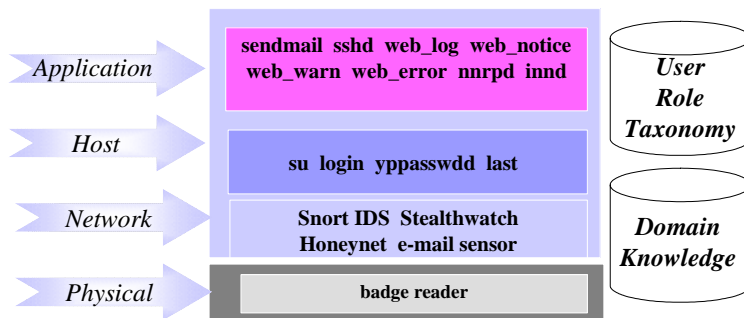 Application
sendmail sshd web_log web_notice
web_warn web_error nnrpd innd
User
Role
Taxonomy
Host
su login yppasswdd last
Network
Snort IDS Stealthwatch
Honeynet e-mail sensor
Domain
Knowledge
Physical
badge reader